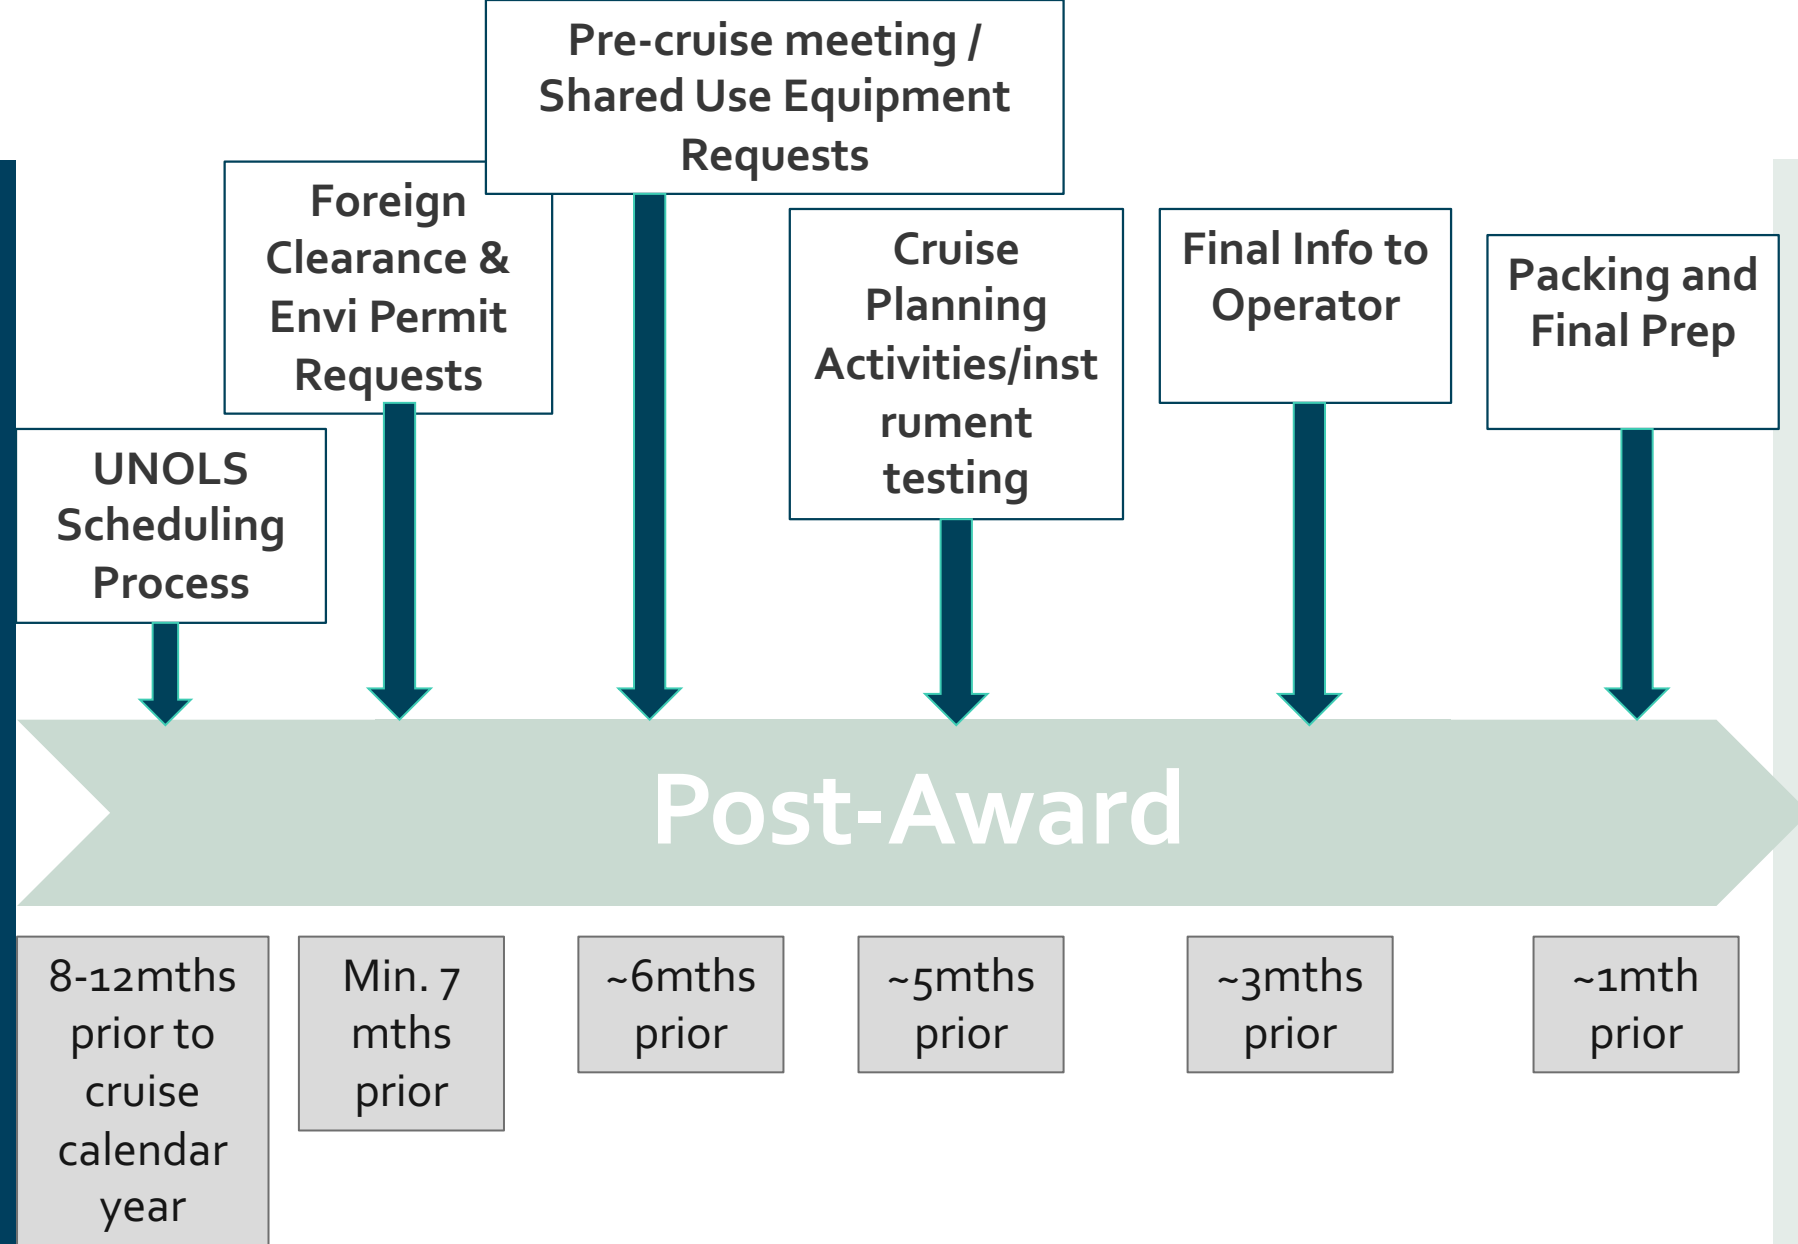 Pre-cruise meeting /
Shared Use Equipment
Requests
Foreign
Clearance &
Envi Permit
Requests
UNOLS
Scheduling
Process
Cruise
Planning
Activities/inst
rument
testing
Final Info to
Operator
Packing and
Final Prep
Post-Award
8-12mths
prior to
cruise
calendar
year
Min. 7
mths
prior
~6mths
prior
~5mths
prior
~3mths
prior
~1mth
prior